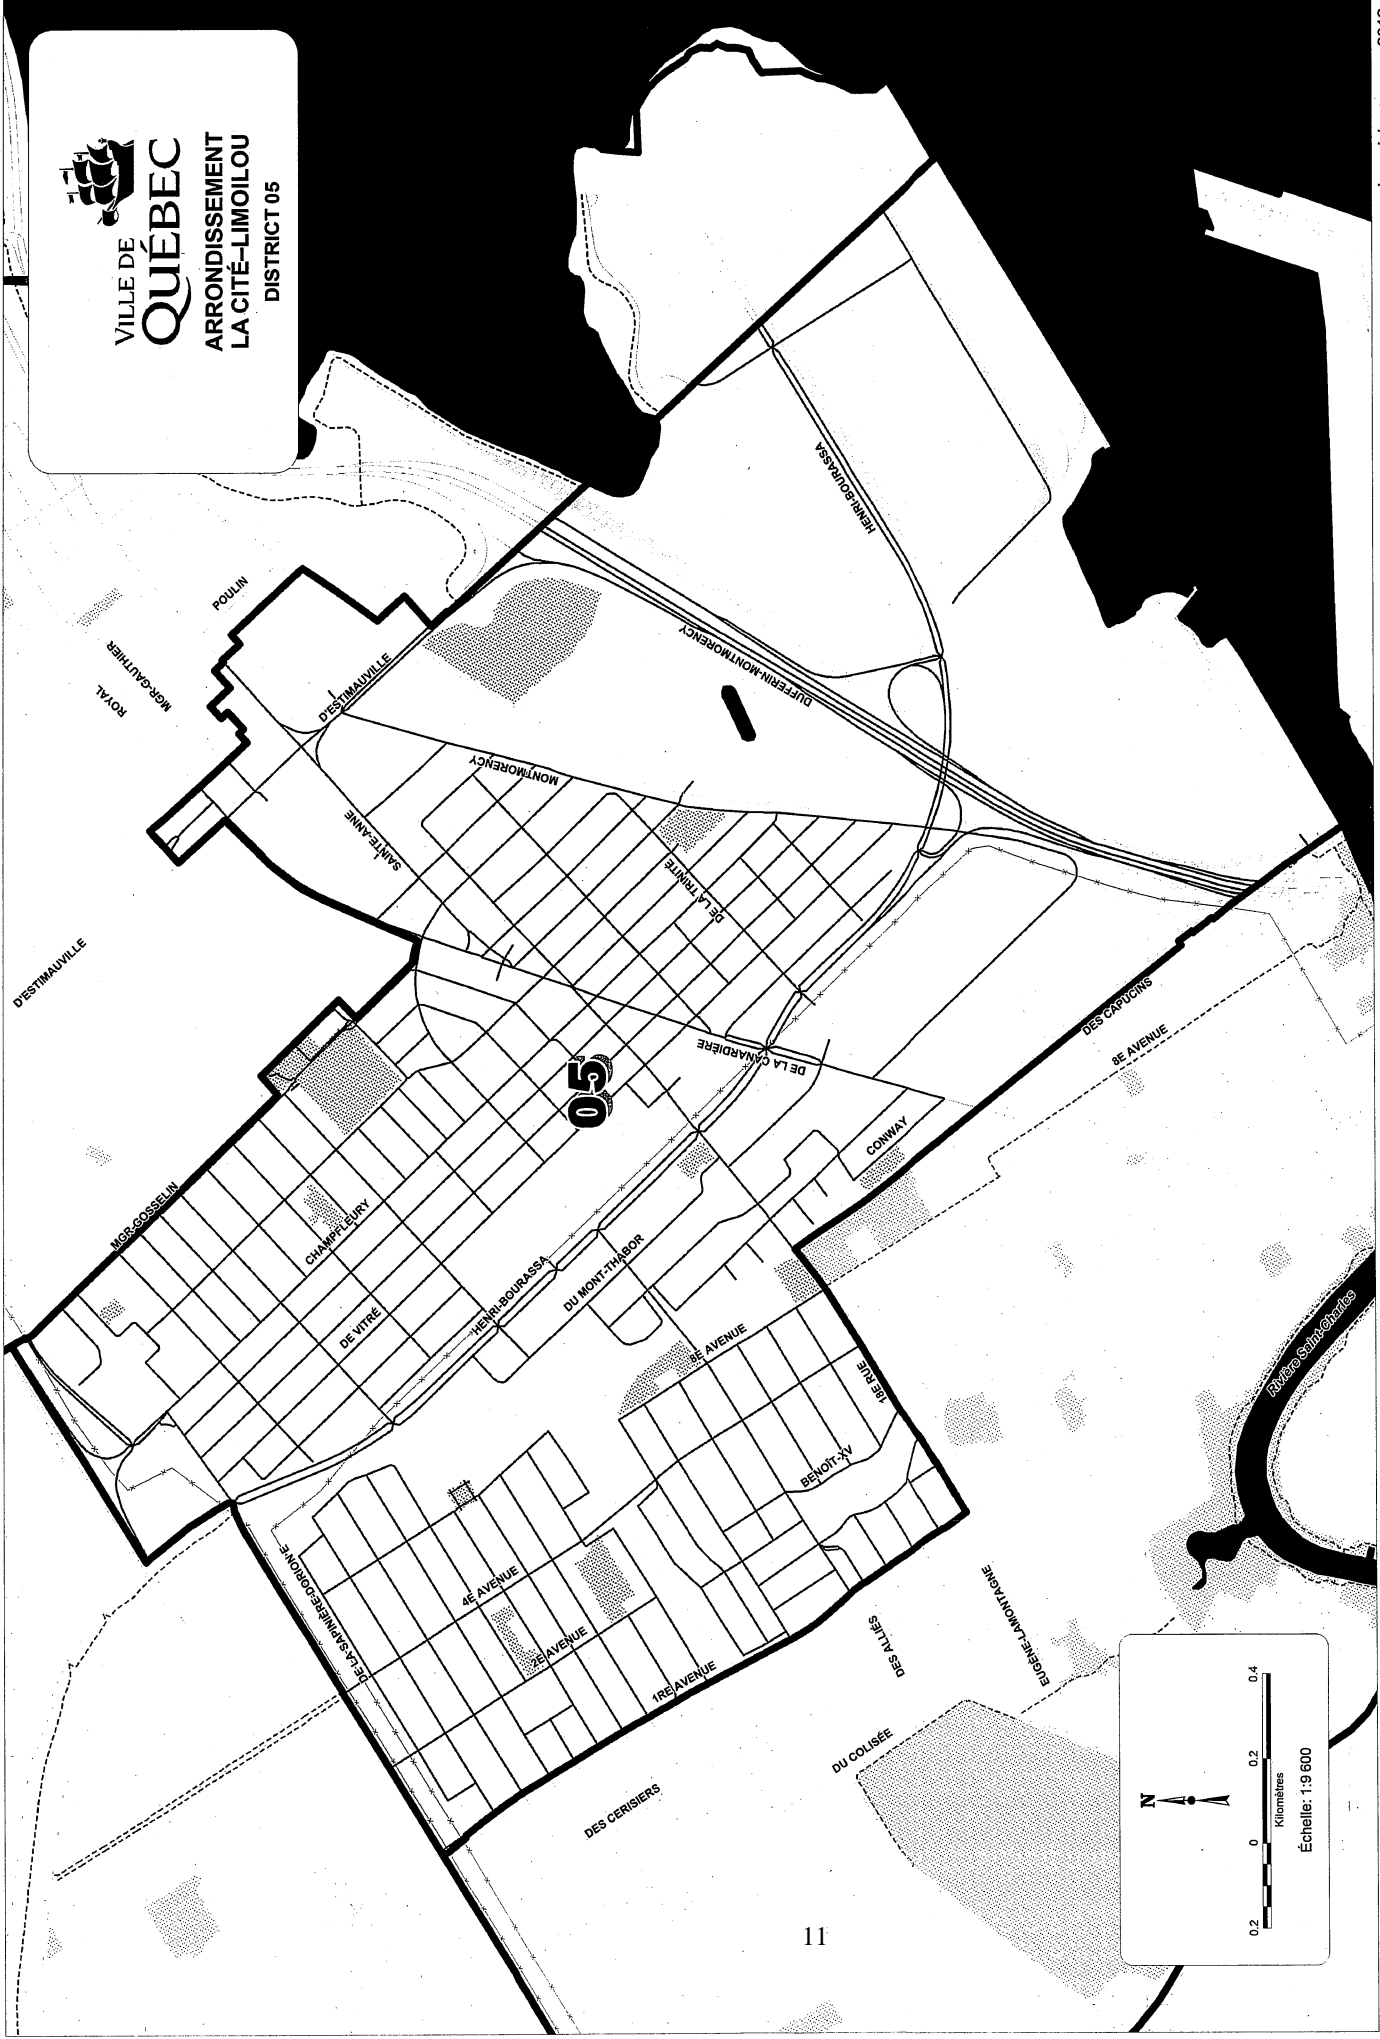 VILLE DE
QUÉBEC
ARRONDISSEMENT
LA CITÉ–LIMOILOU
DISTRICT 05
POULIN
MGR-GAUTHIER
ROYAL
D'ESTIMAUVILLE
D'ESTIMAUVILLE
SAINTE-ANNE
MONTMORENCY
DUFFERIN-MONTMORENCY
HENRI-BOURASSA
DE LA TRINITÉ
DE LA CANARDIÈRE
05
DES CAPUCINS
8E AVENUE
CONWAY
MGR-GOSSELIN
CHAMPFLEURY
DE VITRÉ
HENRI-BOURASSA
DU MONT-THABOR
8E AVENUE
18E RUE
BENOÎT-XV
DE LA SAPINIÈRE-DORION E
4E AVENUE
2E AVENUE
1RE AVENUE
DES ALLIÉS
EUGÈNE-LAMONTAGNE
DU COLISÉE
DES CERISIERS
Rivière Saint-Charles
N
0.2 0 0.2 0.4
Kilomètres
Échelle: 1:9 600
11